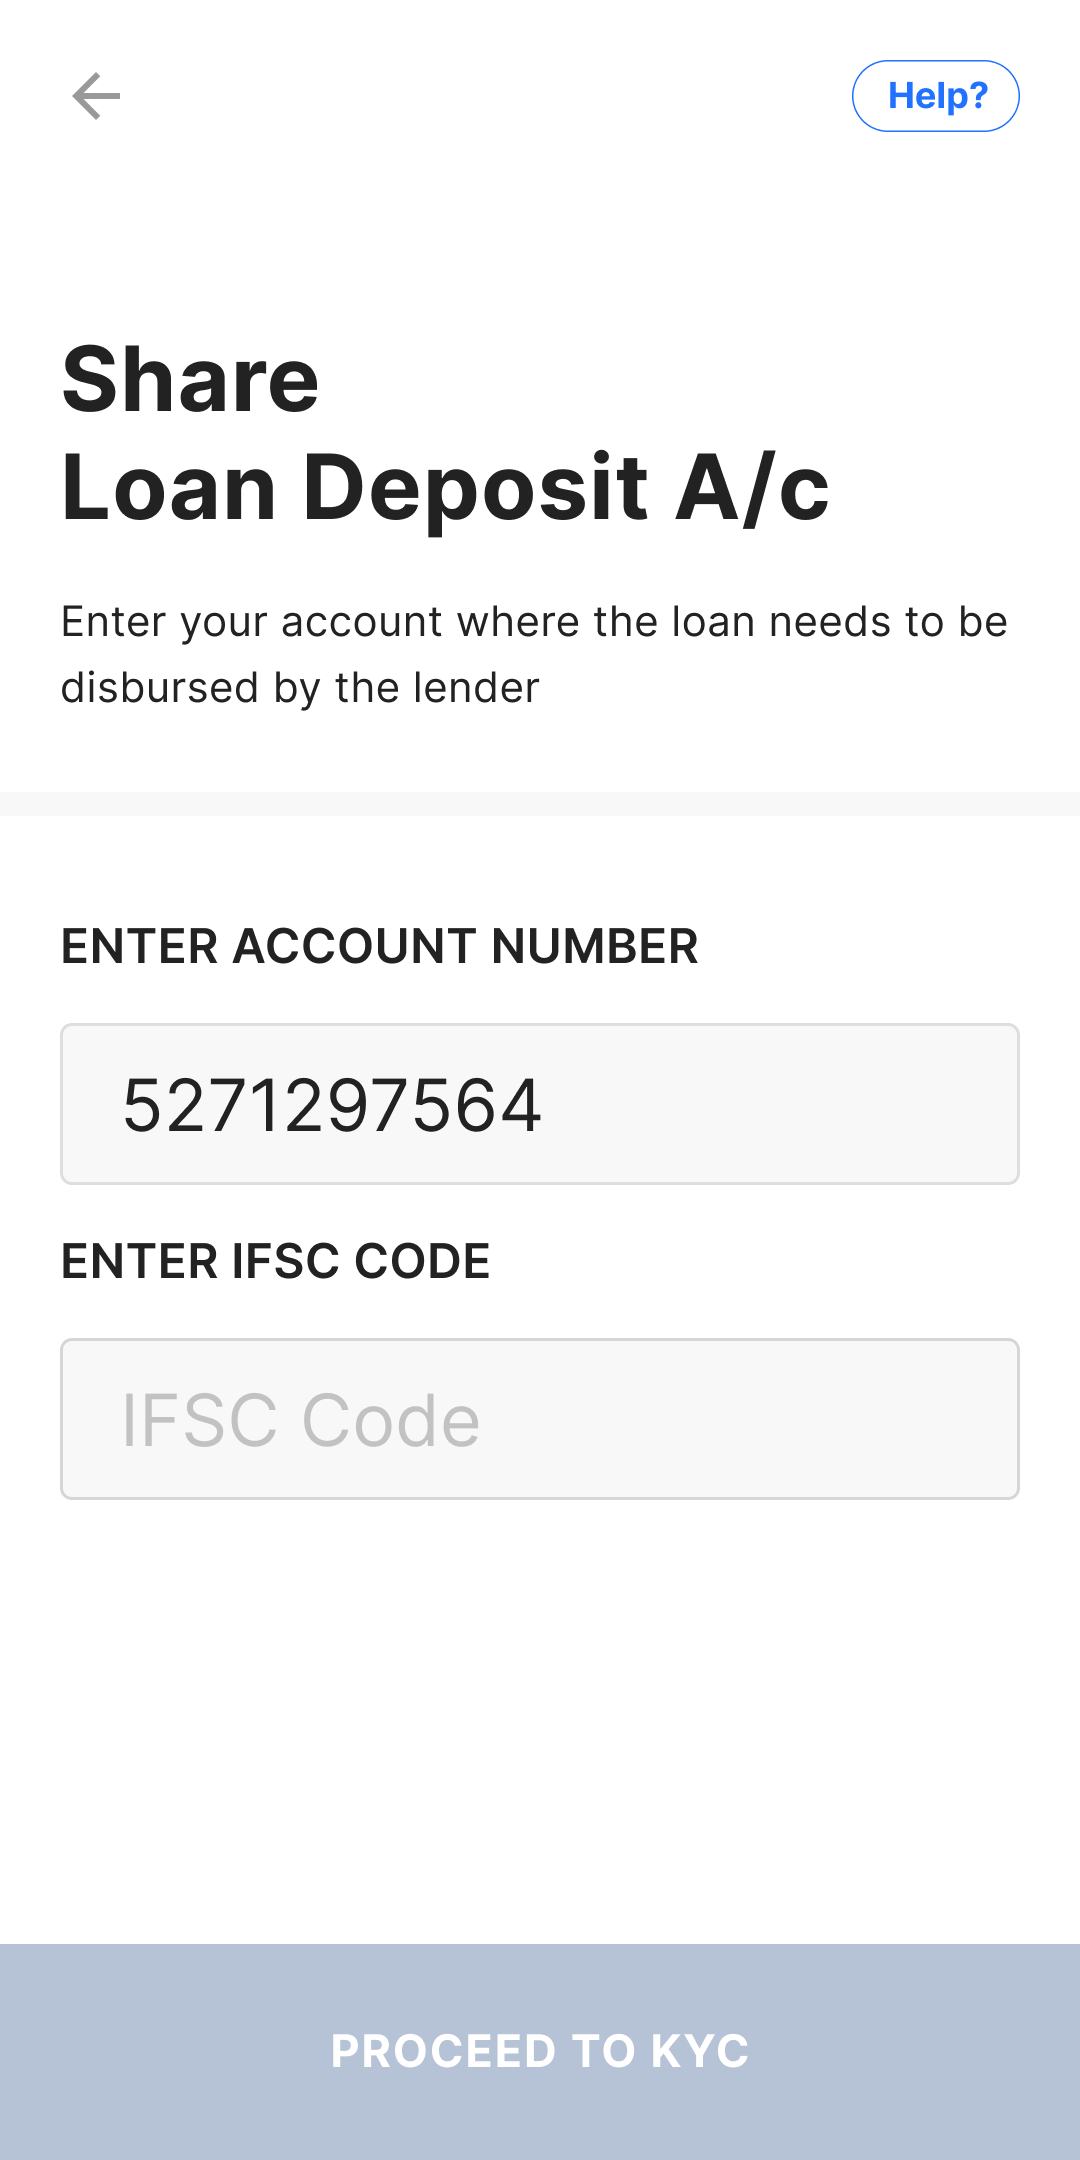 Help?
Share
Loan Deposit A/c
Enter your account where the loan needs to be
disbursed by the lender
ENTER ACCOUNT NUMBER
5271297564
ENTER IFSC CODE
IFSC Code
PROCEED TO KYC